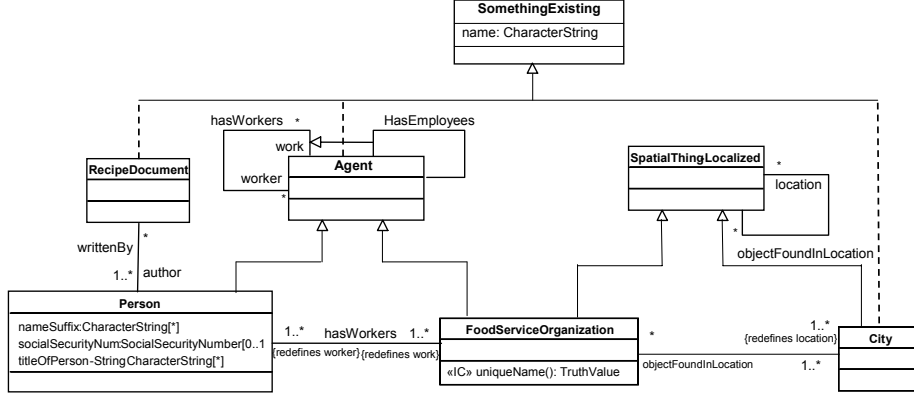 SomethingExisting
name: CharacterString
hasWorkers *
HasEmployees
work
Agent
worker
*
RecipeDocument
SpatialThingLocalized
*
location
*
writtenBy
*
objectFoundInLocation
1..*
author
Person
nameSuffix:CharacterString[*]
socialSecurityNum:SocialSecurityNumber[0..1
titleOfPerson-String:CharacterString[*]
1..*
hasWorkers
1..*
{redefines worker}
{redefines work}
FoodServiceOrganization
«IC» uniqueName(): TruthValue
*
objectFoundInLocation
1..*
{redefines location}
1..*
City